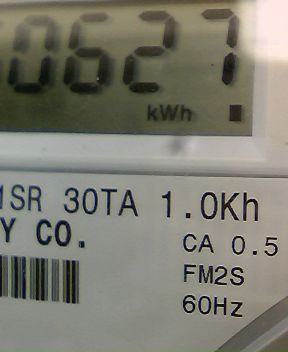 0627
kWh
1SR 30TA 1.0Kh
Y CO.
CA 0.5
FM2S
60Hz